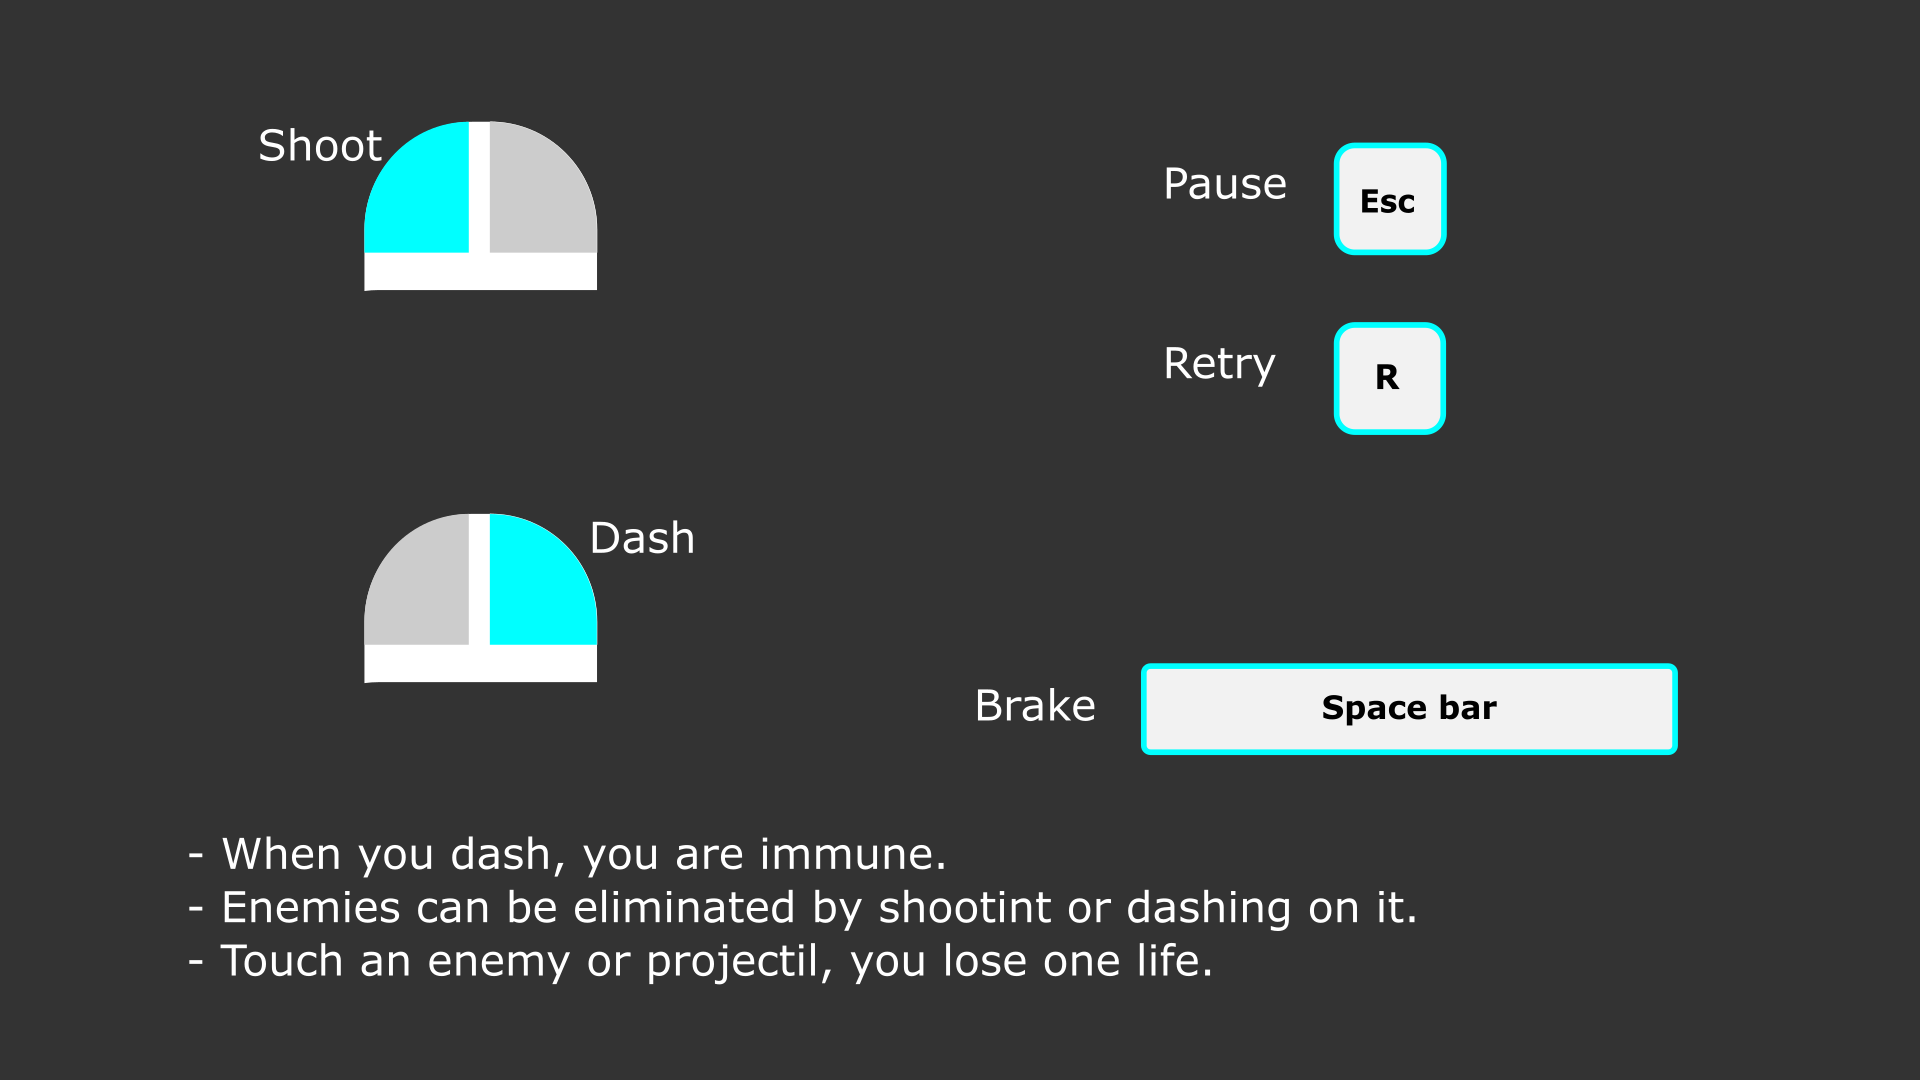 Shoot
Pause
Esc
Retry
R
Dash
Brake
Space bar
- When you dash, you are immune.
- Enemies can be eliminated by shootint or dashing on it.
- Touch an enemy or projectil, you lose one life.